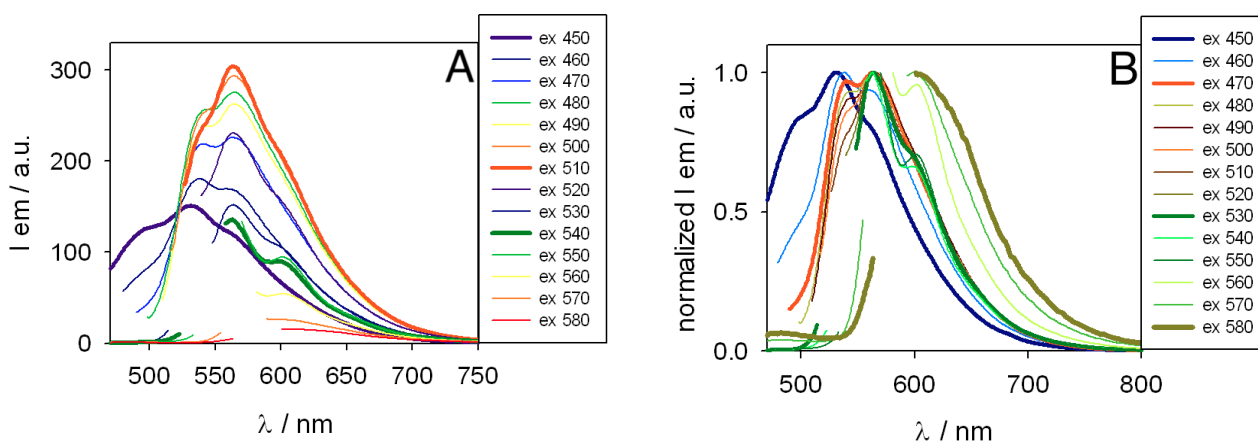 A
I em / a.u.
300
200
100
0
500 550 600 650 700 750
λ / nm
ex 450
ex 460
ex 470
ex 480
ex 490
ex 500
ex 510
ex 520
ex 530
ex 540
ex 550
ex 560
ex 570
ex 580
B
normalized I em / a.u.
1.0
0.5
0.0
500 600 700 800
λ / nm
ex 450
ex 460
ex 470
ex 480
ex 490
ex 500
ex 510
ex 520
ex 530
ex 540
ex 550
ex 560
ex 570
ex 580